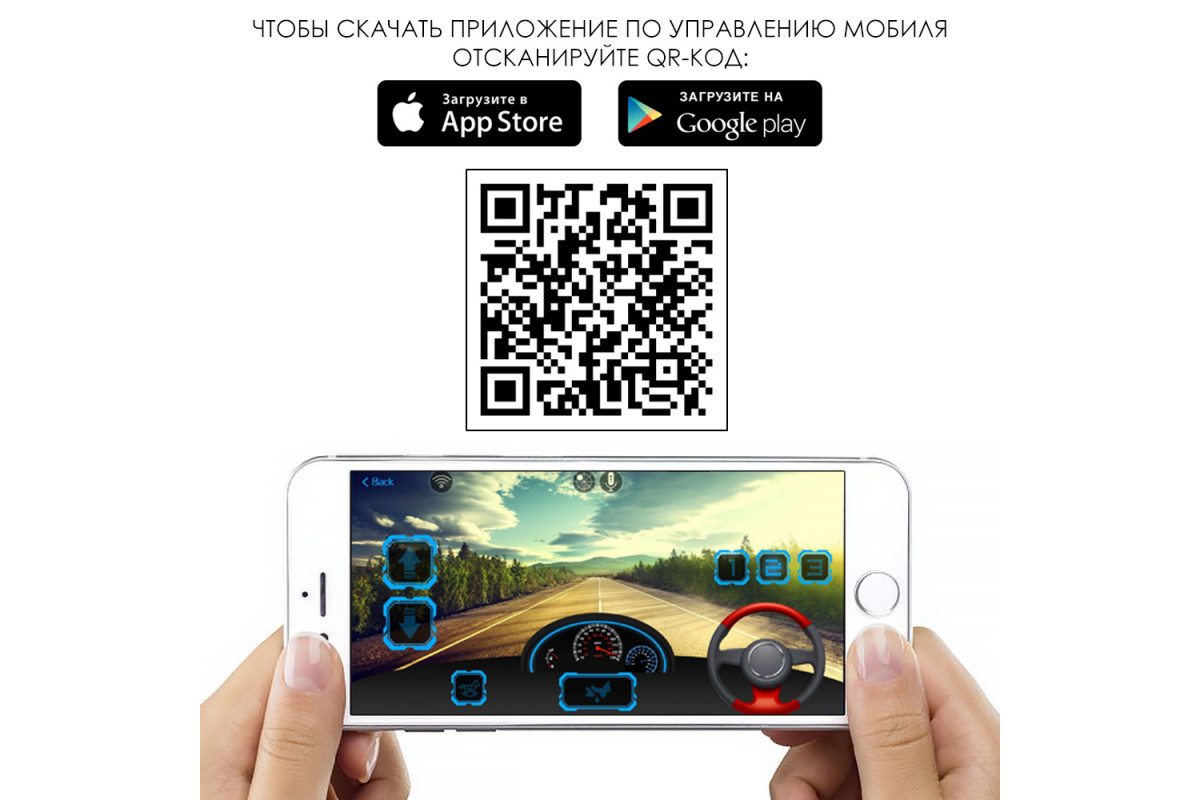 ЧТОБЫ СКАЧАТЬ ПРИЛОЖЕНИЕ ПО УПРАВЛЕНИЮ МОБИЛЯ
ОТСКАНИРУЙТЕ QR-КОД:
Загрузите в
App Store
ЗАГРУЗИТЕ НА
Google play
Back
1 2 3